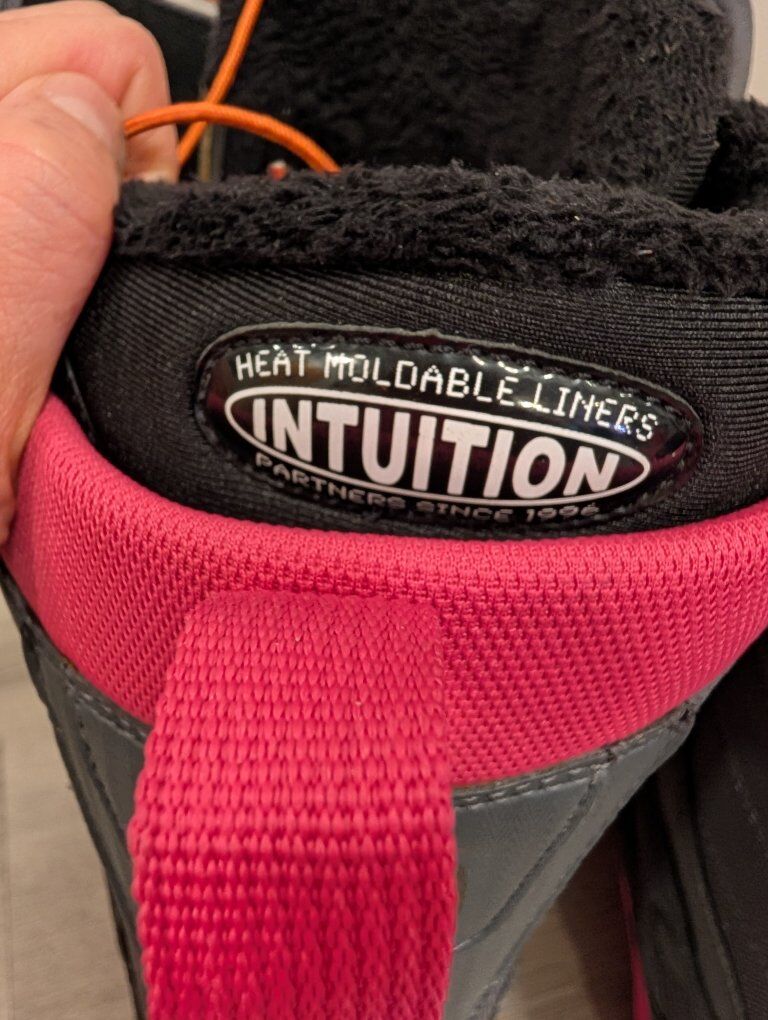 HEAT MOLDABLE LINERS
INTUITION
PARTNERS SINCE 1996